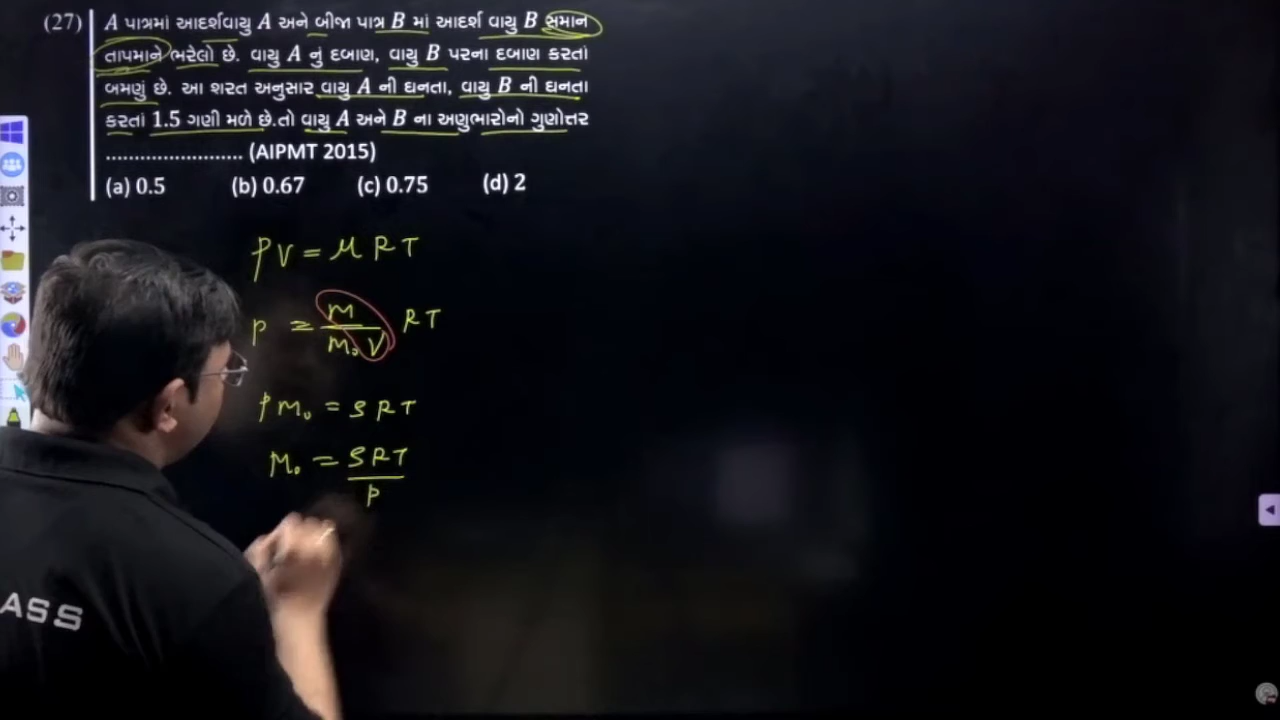 (27) A પાત્રમાં આદર્શવાયુ A અને બીજા પાત્ર B માં આદર્શ વાયુ B સમાન
તાપમાને ભરેલો છે. વાયુ A નું દબાણ, વાયુ B પરના દબાણ કરતાં
બમણું છે. આ શરત અનુસાર વાયુ A ની ઘનતા, વાયુ B ની ઘનતા
કરતાં 1.5 ગણી મળે છે.તો વાયુ A અને B ના અણુભારોનો ગુણોત્તર
........................ (AIPMT 2015)
(a) 0.5 (b) 0.67 (c) 0.75 (d) 2
PV = μRT
P = m/M₀V RT
PM₀ = ρRT
M₀ = ρRT/P
ASS